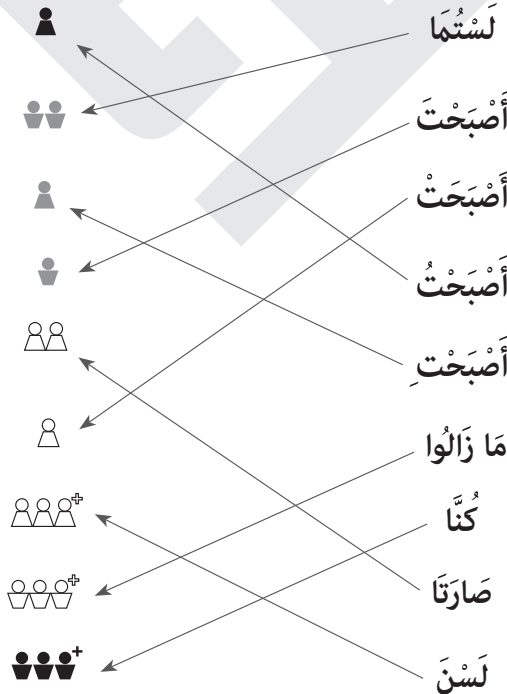 لَسْتُمَا
أَصْبَحْتَ
أَصْبَحَتْ
أَصْبَحْتُ
أَصْبَحْتِ
مَا زَالُوا
كُنَّا
صَارَتَا
لَسْنَ